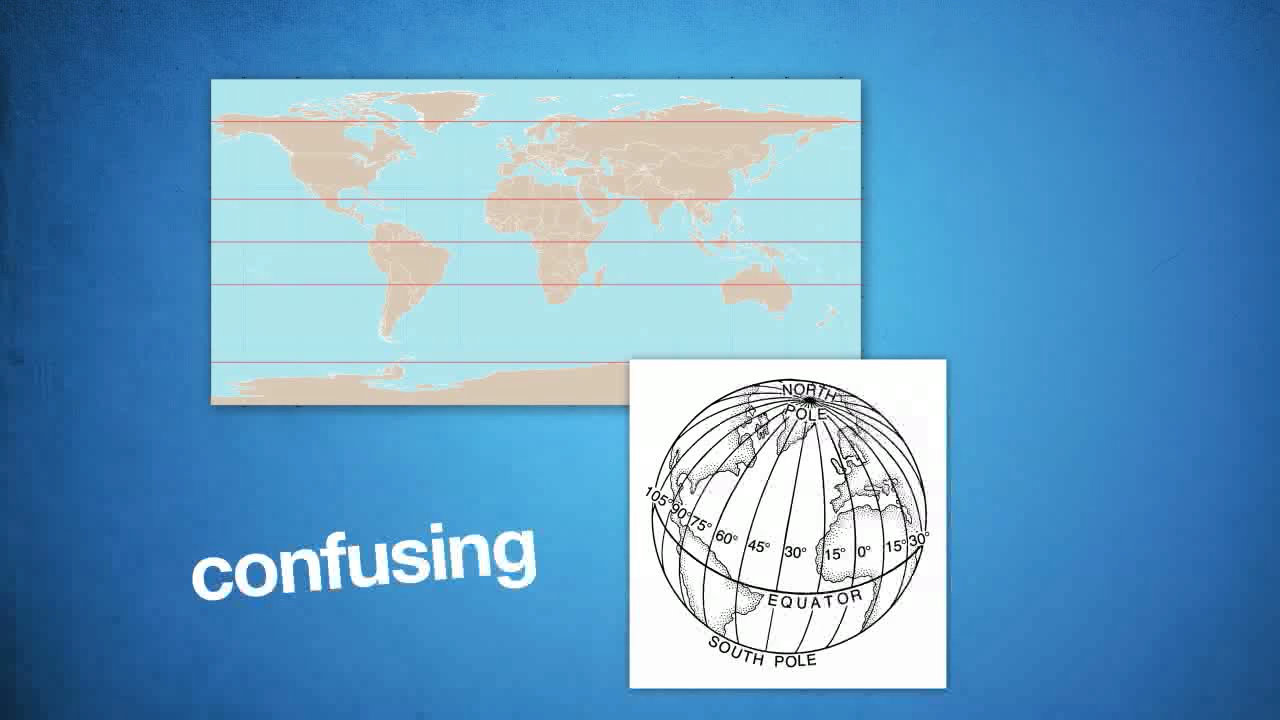 NORTH
POLE
105° 90° 75° 60° 45° 30° 15° 0° 15° 30°
EQUATOR
SOUTH POLE
confusing